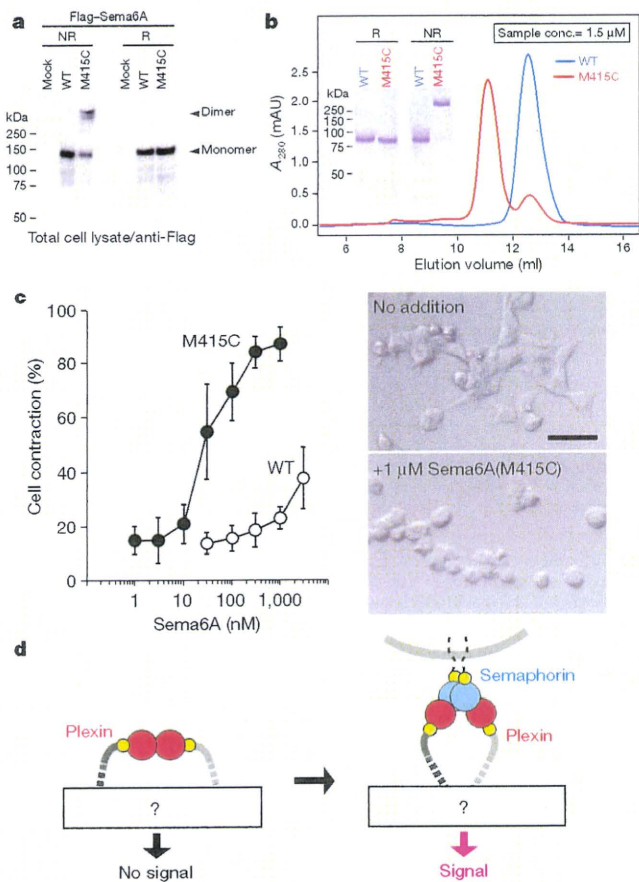 a
Flag–Sema6A
NR R
Mock WT M415C Mock WT M415C
kDa
250
150
100
75
50
Dimer
Monomer
Total cell lysate/anti-Flag
b
Sample conc.= 1.5 μM
WT
M415C
R NR
WT M415C WT M415C
kDa
250
150
100
75
50
A280 (mAU)
2.5
2.0
1.5
1.0
0.5
0.0
6 8 10 12 14 16
Elution volume (ml)
c
Cell contraction (%)
100
80
60
40
20
0
M415C
WT
1 10 100 1,000
Sema6A (nM)
No addition
+1 μM Sema6A(M415C)
d
Plexin
?
No signal
Semaphorin
Plexin
?
Signal